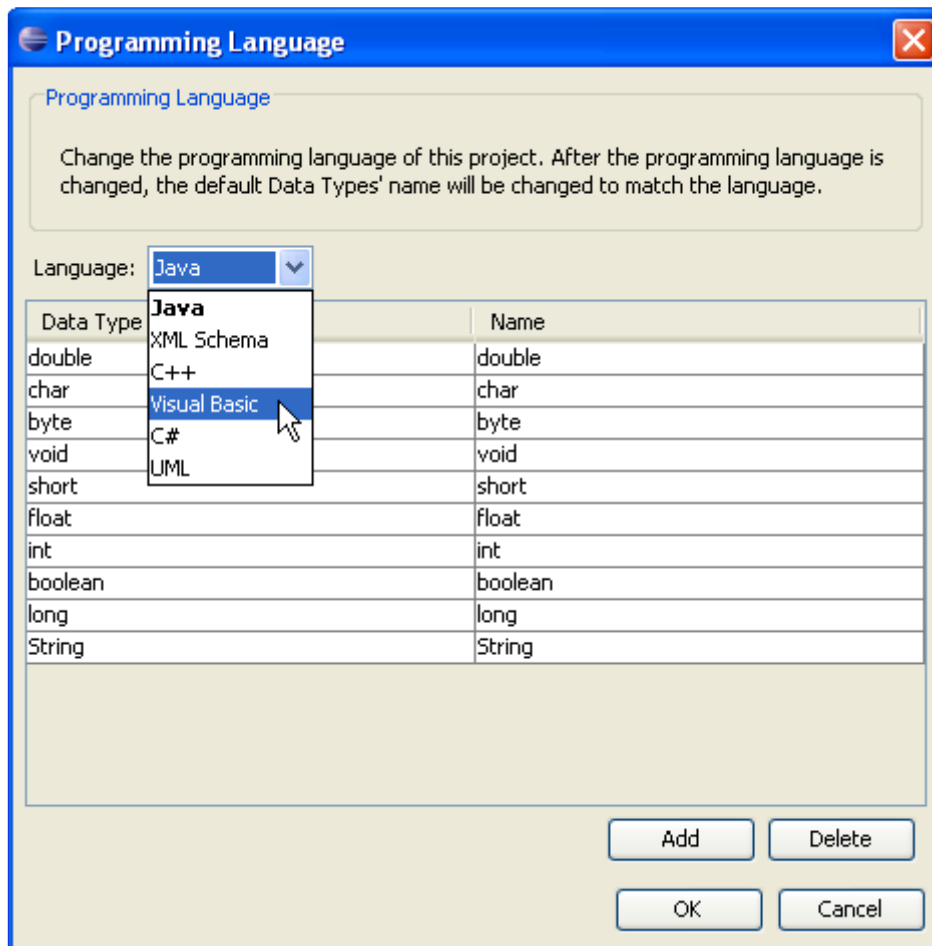 Programming Language
Programming Language
Change the programming language of this project. After the programming language is
changed, the default Data Types' name will be changed to match the language.
Language: Java
Java
XML Schema
C++
Visual Basic
C#
UML
Data Type Name
double double
char char
byte byte
void void
short short
float float
int int
boolean boolean
long long
String String
Add Delete
OK Cancel